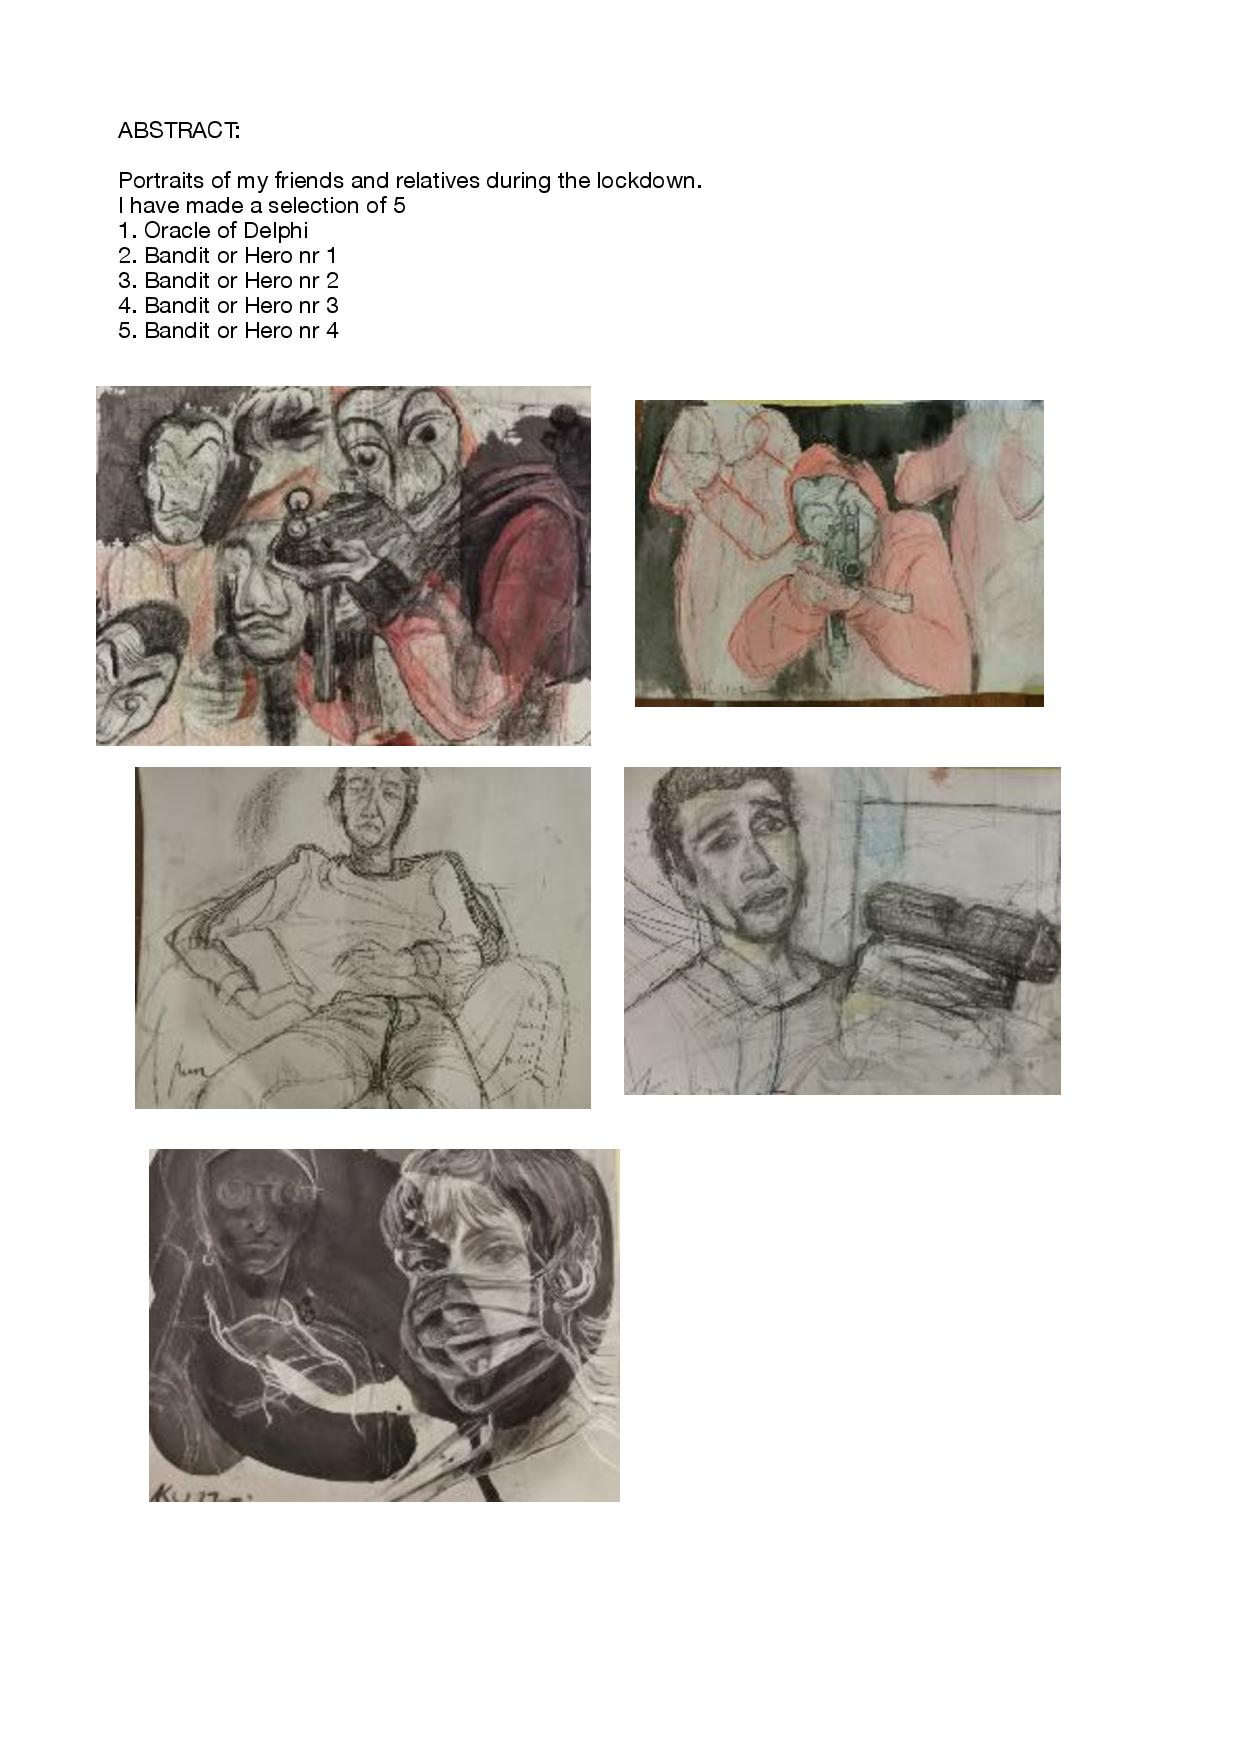 ABSTRACT:
Portraits of my friends and relatives during the lockdown.
I have made a selection of 5
1. Oracle of Delphi
2. Bandit or Hero nr 1
3. Bandit or Hero nr 2
4. Bandit or Hero nr 3
5. Bandit or Hero nr 4